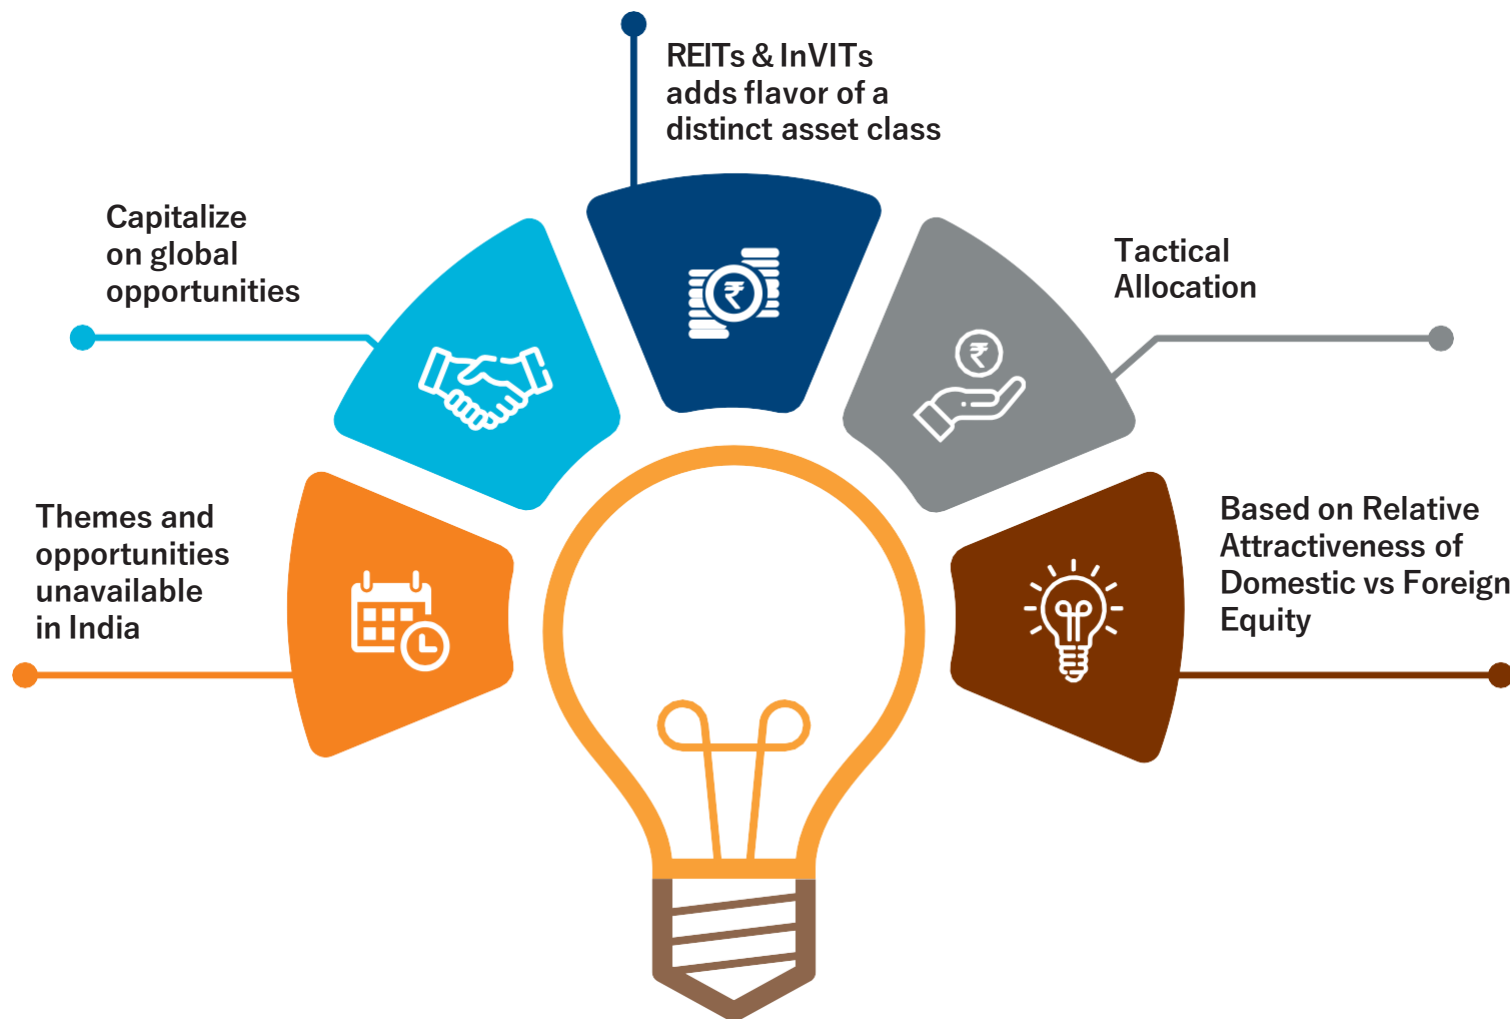 REITs & InVITs
adds flavor of a
distinct asset class
Capitalize
on global
opportunities
Tactical
Allocation
Themes and
opportunities
unavailable
in India
Based on Relative
Attractiveness of
Domestic vs Foreign
Equity
₹
₹